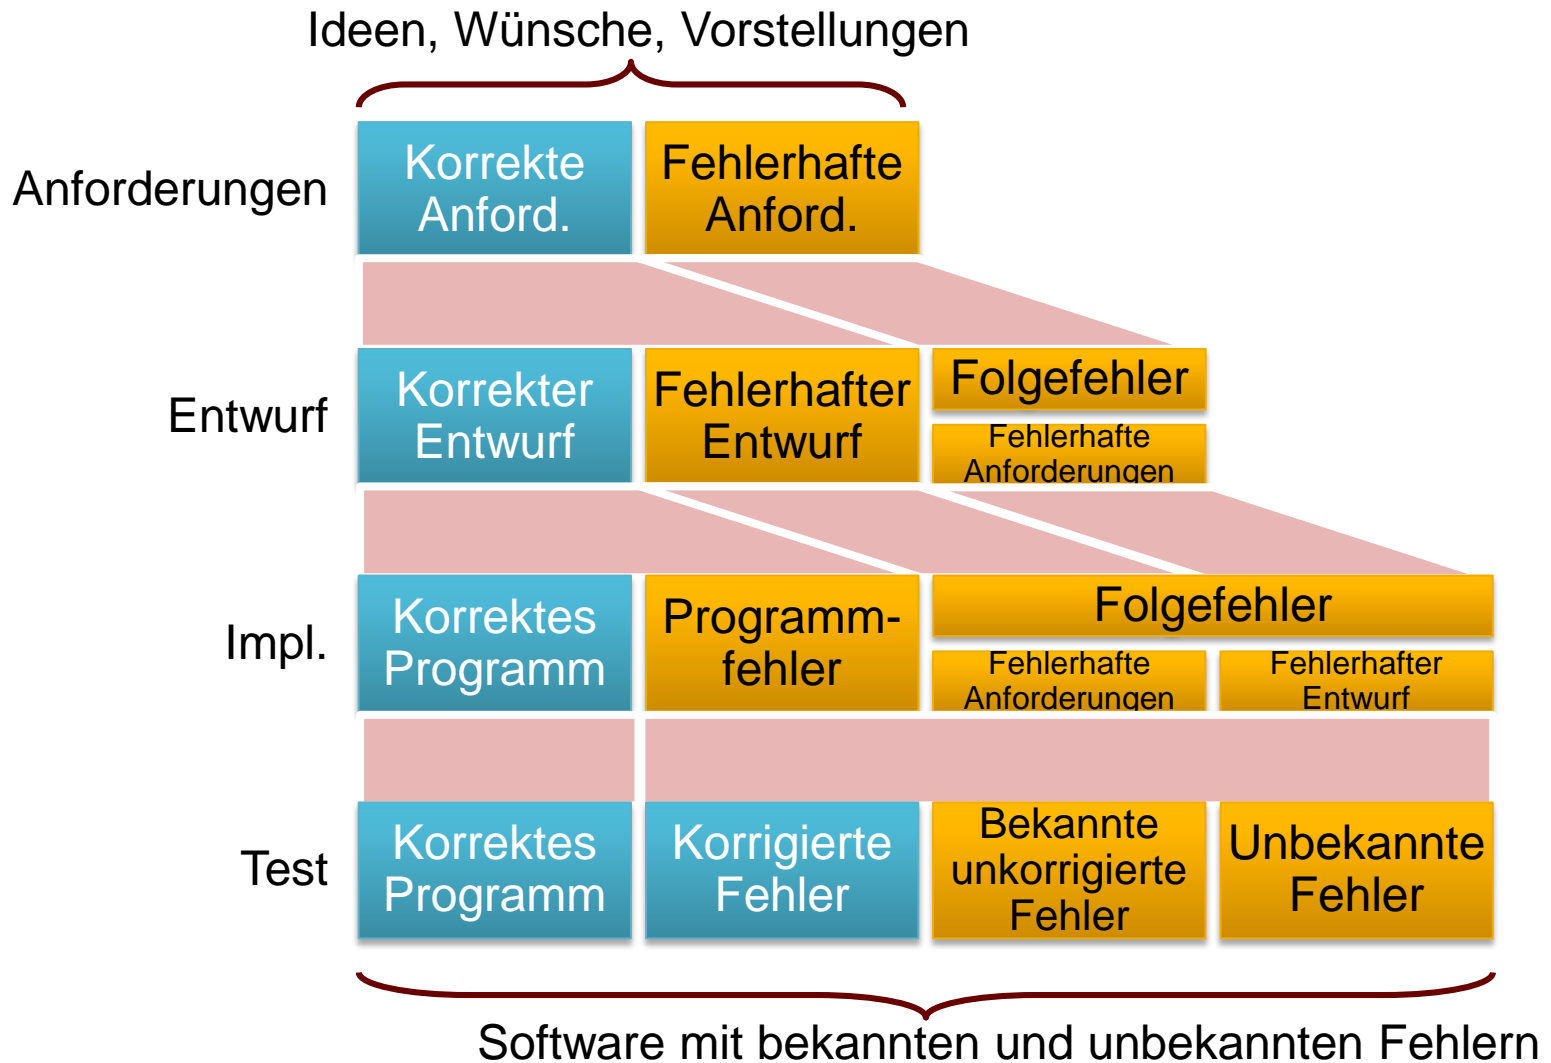 Ideen, Wünsche, Vorstellungen
Anforderungen
Korrekte
Anford.
Fehlerhafte
Anford.
Entwurf
Korrekter
Entwurf
Fehlerhafter
Entwurf
Folgefehler
Fehlerhafte
Anforderungen
Impl.
Korrektes
Programm
Programm-
fehler
Folgefehler
Fehlerhafte
Anforderungen
Fehlerhafter
Entwurf
Test
Korrektes
Programm
Korrigierte
Fehler
Bekannte
unkorrigierte
Fehler
Unbekannte
Fehler
Software mit bekannten und unbekannten Fehlern